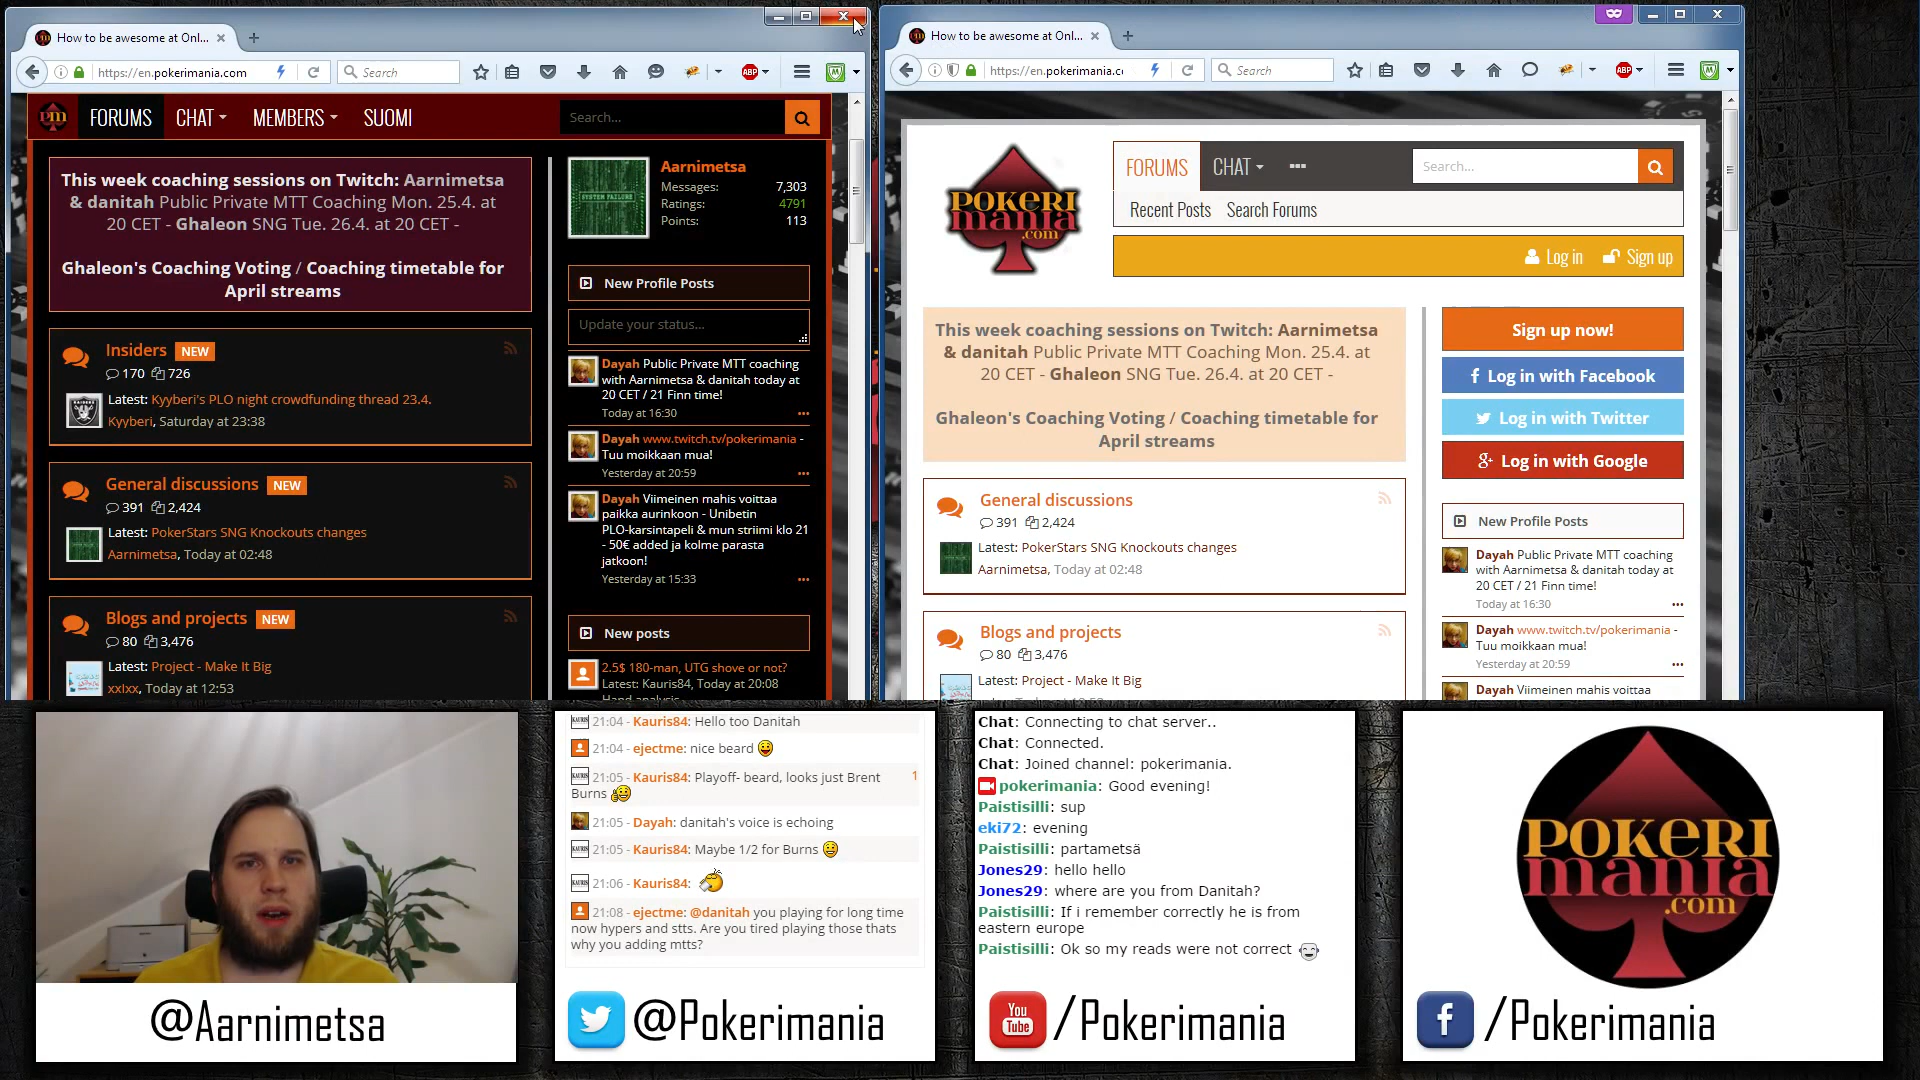 How to be awesome at Onl...
https://en.pokerimania.com
Search
ABP
FORUMS
CHAT
MEMBERS
SUOMI
Search...
This week coaching sessions on Twitch: Aarnimetsa
& danitah Public Private MTT Coaching Mon. 25.4. at
20 CET - Ghaleon SNG Tue. 26.4. at 20 CET -
Ghaleon's Coaching Voting / Coaching timetable for
April streams
Insiders NEW
170 726
Latest: Kyyberi's PLO night crowdfunding thread 23.4.
Kyyberi, Saturday at 23:38
General discussions NEW
391 2,424
Latest: PokerStars SNG Knockouts changes
Aarnimetsa, Today at 02:48
Blogs and projects NEW
80 3,476
Latest: Project - Make It Big
xxlxx, Today at 12:53
SYSTEM FAILURE
Aarnimetsa
Messages: 7,303
Ratings: 4791
Points: 113
New Profile Posts
Update your status...
Dayah Public Private MTT coaching
with Aarnimetsa & danitah today at
20 CET / 21 Finn time!
Today at 16:30
Dayah www.twitch.tv/pokerimania -
Tuu moikkaan mua!
Yesterday at 20:59
Dayah Viimeinen mahis voittaa
paikka aurinkoon - Unibetin
PLO-karsintapeli & mun striimi klo 21
- 50€ added ja kolme parasta
jatkoon!
Yesterday at 15:33
New posts
2.5$ 180-man, UTG shove or not?
Latest: Kauris84, Today at 20:08
Hand analysis
How to be awesome at Onl...
https://en.pokerimania.cc
Search
ABP
POKERI
mania
.com
FORUMS
CHAT
Search...
Recent Posts
Search Forums
Log in
Sign up
This week coaching sessions on Twitch: Aarnimetsa
& danitah Public Private MTT Coaching Mon. 25.4. at
20 CET - Ghaleon SNG Tue. 26.4. at 20 CET -
Ghaleon's Coaching Voting / Coaching timetable for
April streams
General discussions
391 2,424
Latest: PokerStars SNG Knockouts changes
Aarnimetsa, Today at 02:48
Blogs and projects
80 3,476
Latest: Project - Make It Big
Sign up now!
Log in with Facebook
Log in with Twitter
Log in with Google
New Profile Posts
Dayah Public Private MTT coaching
with Aarnimetsa & danitah today at
20 CET / 21 Finn time!
Today at 16:30
Dayah www.twitch.tv/pokerimania -
Tuu moikkaan mua!
Yesterday at 20:59
Dayah Viimeinen mahis voittaa
@Aarnimetsa
21:04 - Kauris84: Hello too Danitah
21:04 - ejectme: nice beard
21:05 - Kauris84: Playoff- beard, looks just Brent
Burns
1
21:05 - Dayah: danitah's voice is echoing
21:05 - Kauris84: Maybe 1/2 for Burns
21:06 - Kauris84:
21:08 - ejectme: @danitah you playing for long time
now hypers and stts. Are you tired playing those thats
why you adding mtts?
@Pokerimania
Chat: Connecting to chat server..
Chat: Connected.
Chat: Joined channel: pokerimania.
pokerimania: Good evening!
Paistisilli: sup
eki72: evening
Paistisilli: partametsä
Jones29: hello hello
Jones29: where are you from Danitah?
Paistisilli: If i remember correctly he is from
eastern europe
Paistisilli: Ok so my reads were not correct
You
Tube
/Pokerimania
POKERI
mania
.com
f
/Pokerimania